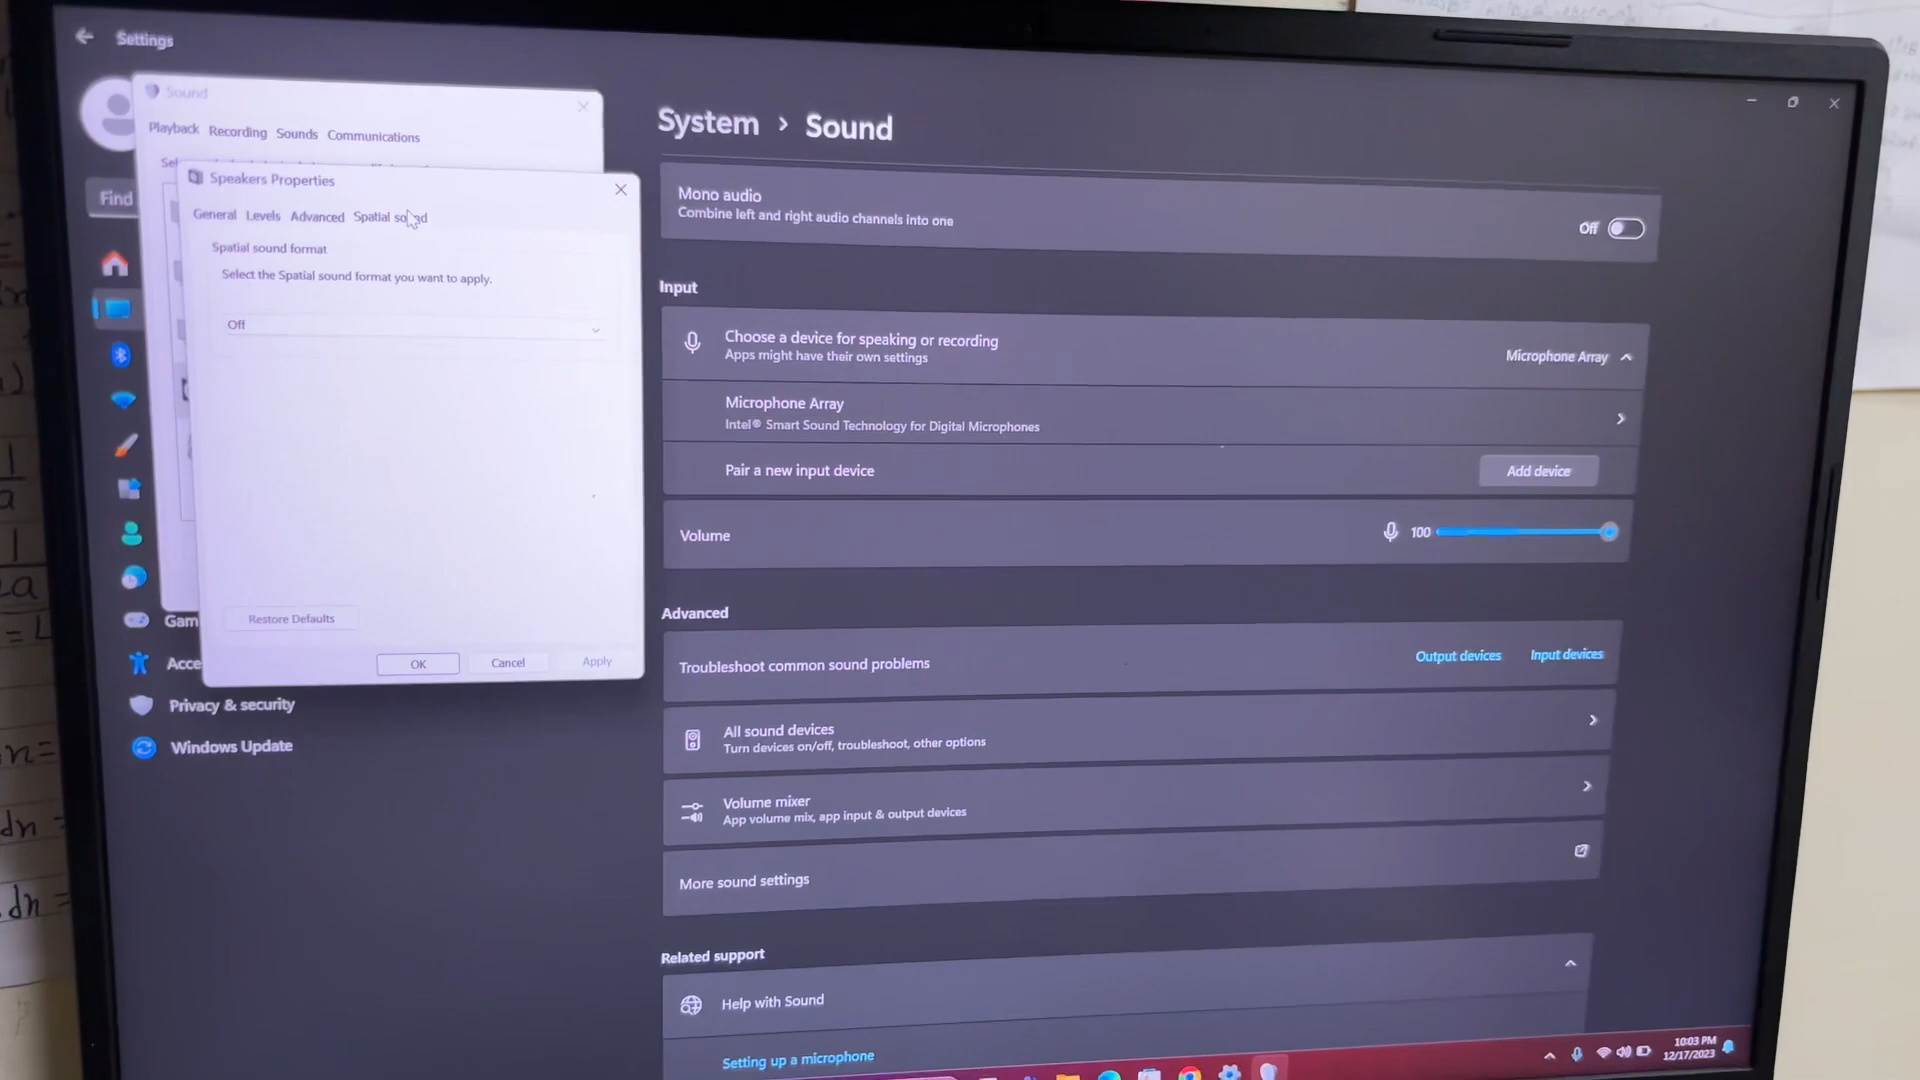 Settings
Sound
Playback Recording Sounds Communications
Speakers Properties
General Levels Advanced Spatial sound
Spatial sound format
Select the Spatial sound format you want to apply.
Off
Restore Defaults
OK Cancel Apply
Find
Gam
Acce
Privacy & security
Windows Update
System > Sound
Mono audio
Combine left and right audio channels into one
Off
Input
Choose a device for speaking or recording
Apps might have their own settings
Microphone Array
Microphone Array
Intel® Smart Sound Technology for Digital Microphones
Pair a new input device
Add device
Volume
100
Advanced
Troubleshoot common sound problems
Output devices Input devices
All sound devices
Turn devices on/off, troubleshoot, other options
Volume mixer
App volume mix, app input & output devices
More sound settings
Related support
Help with Sound
Setting up a microphone
10:03 PM
12/17/2023